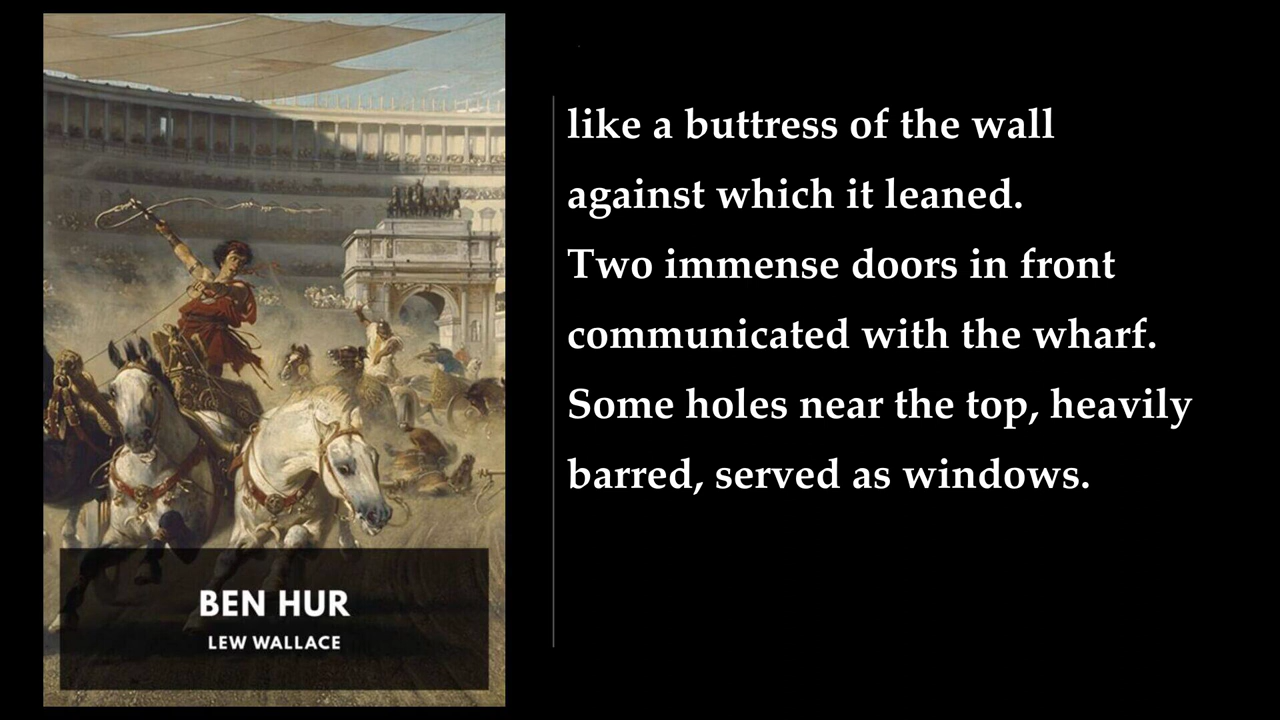 like a buttress of the wall
against which it leaned.
Two immense doors in front
communicated with the wharf.
Some holes near the top, heavily
barred, served as windows.
BEN HUR
LEW WALLACE